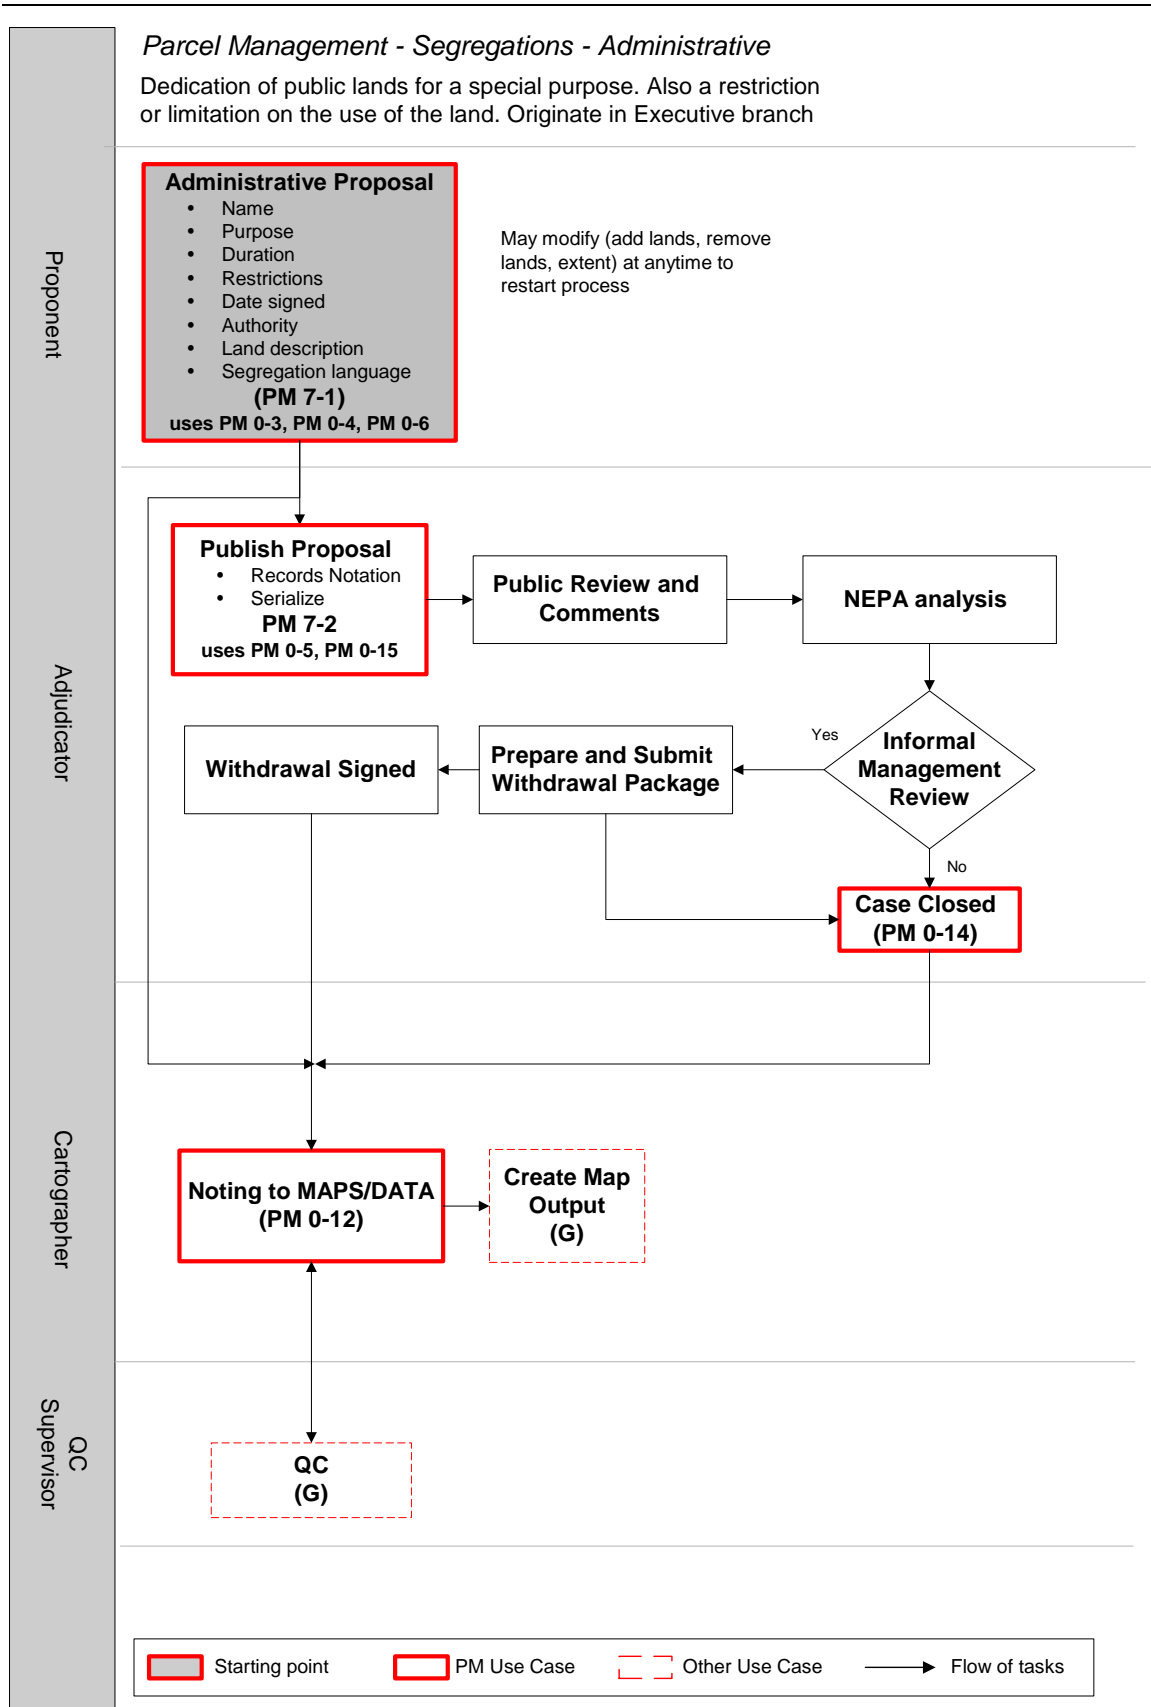 Parcel Management - Segregations - Administrative
Dedication of public lands for a special purpose. Also a restriction
or limitation on the use of the land. Originate in Executive branch
Proponent
Administrative Proposal
• Name
• Purpose
• Duration
• Restrictions
• Date signed
• Authority
• Land description
• Segregation language
(PM 7-1)
uses PM 0-3, PM 0-4, PM 0-6
May modify (add lands, remove
lands, extent) at anytime to
restart process
Adjudicator
Publish Proposal
• Records Notation
• Serialize
PM 7-2
uses PM 0-5, PM 0-15
Public Review and
Comments
NEPA analysis
Informal
Management
Review
Yes
Prepare and Submit
Withdrawal Package
Withdrawal Signed
No
Case Closed
(PM 0-14)
Cartographer
Noting to MAPS/DATA
(PM 0-12)
Create Map
Output
(G)
QC
Supervisor
QC
(G)
Starting point
PM Use Case
Other Use Case
Flow of tasks